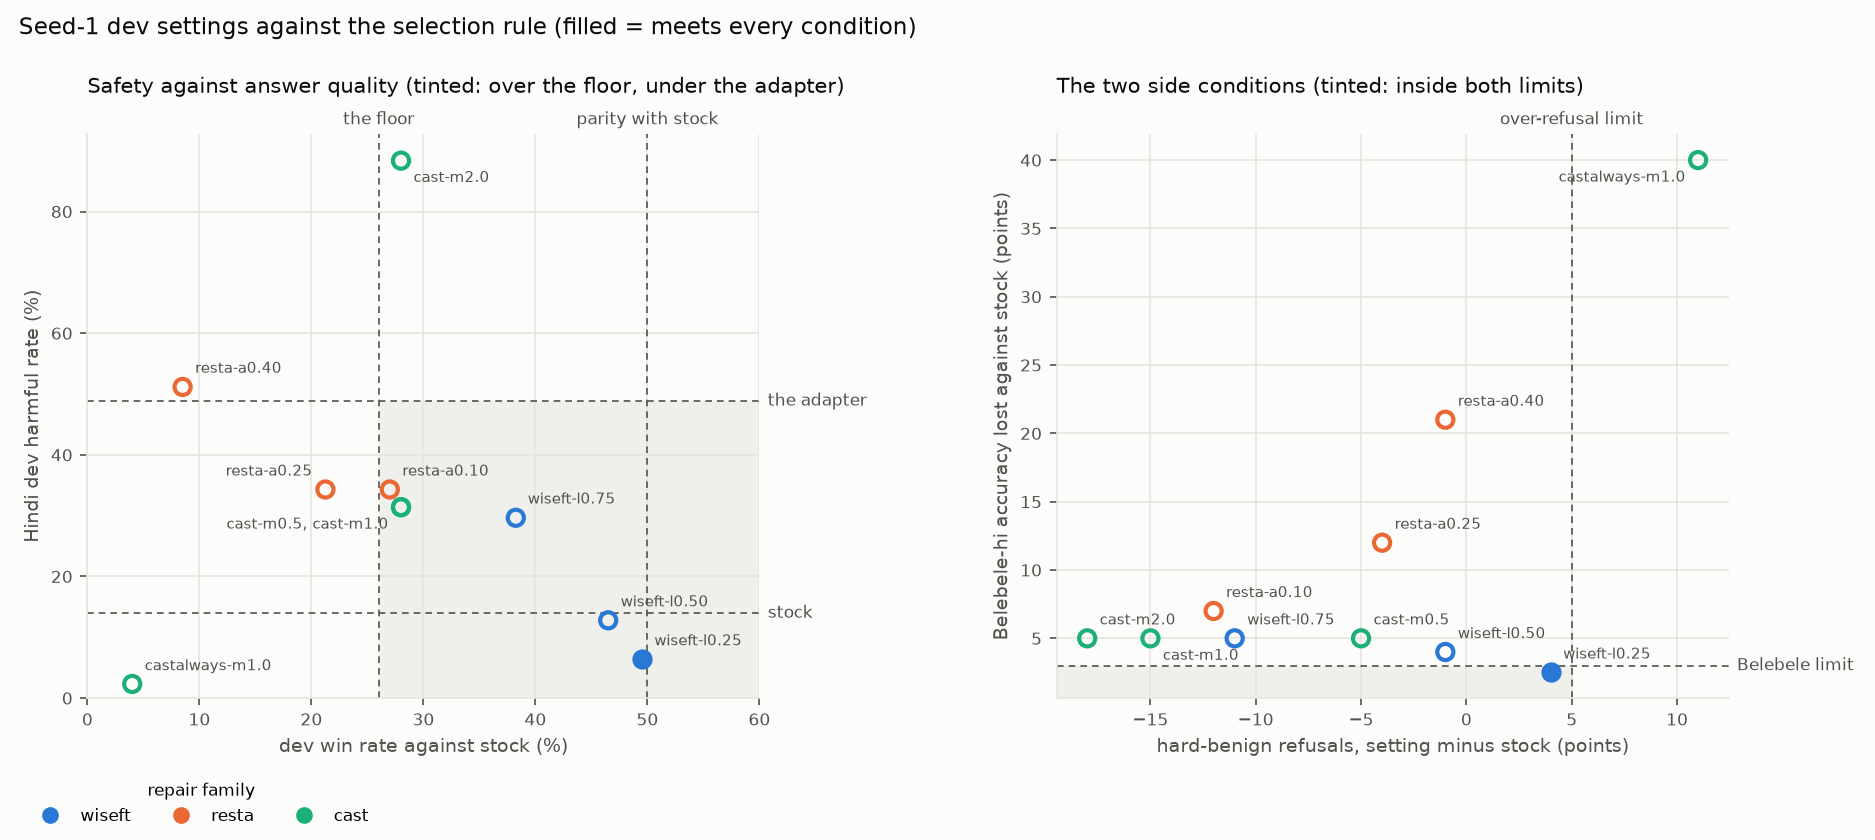 Seed-1 dev settings against the selection rule (filled = meets every condition)
Safety against answer quality (tinted: over the floor, under the adapter)
the floor
parity with stock
Hindi dev harmful rate (%)
80
60
40
20
0
cast-m2.0
resta-a0.40
the adapter
resta-a0.25
resta-a0.10
cast-m0.5, cast-m1.0
wiseft-l0.75
wiseft-l0.50
stock
wiseft-l0.25
castalways-m1.0
0
10
20
30
40
50
60
dev win rate against stock (%)
The two side conditions (tinted: inside both limits)
over-refusal limit
Belebele-hi accuracy lost against stock (points)
40
35
30
25
20
15
10
5
castalways-m1.0
resta-a0.40
resta-a0.25
resta-a0.10
cast-m2.0
wiseft-l0.75
cast-m0.5
wiseft-l0.50
cast-m1.0
wiseft-l0.25
Belebele limit
−15
−10
−5
0
5
10
hard-benign refusals, setting minus stock (points)
repair family
wiseft
resta
cast